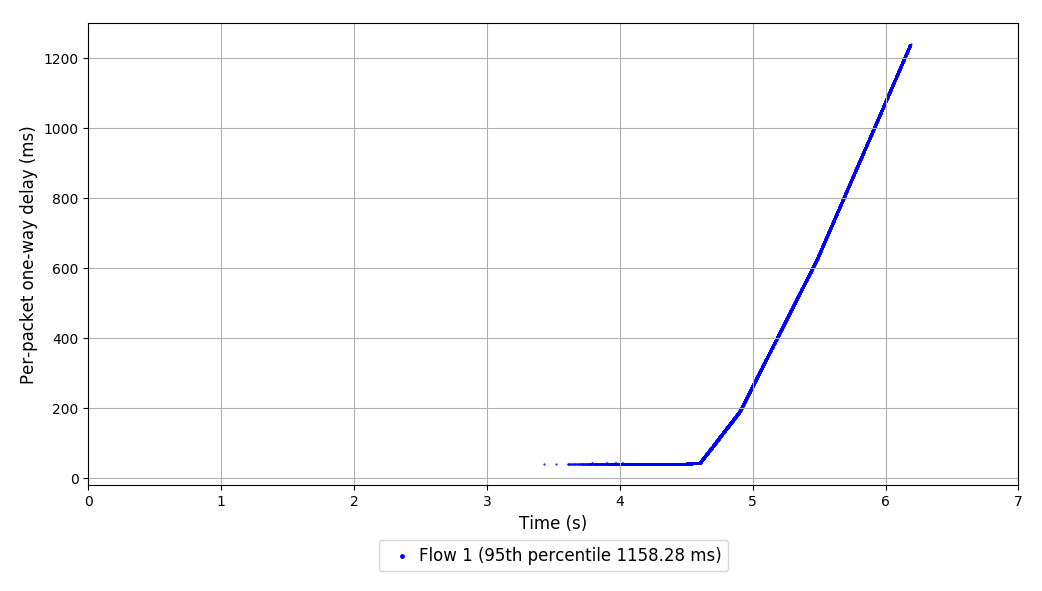 Per-packet one-way delay (ms)
1200
1000
800
600
400
200
0
0 1 2 3 4 5 6 7
Time (s)
Flow 1 (95th percentile 1158.28 ms)